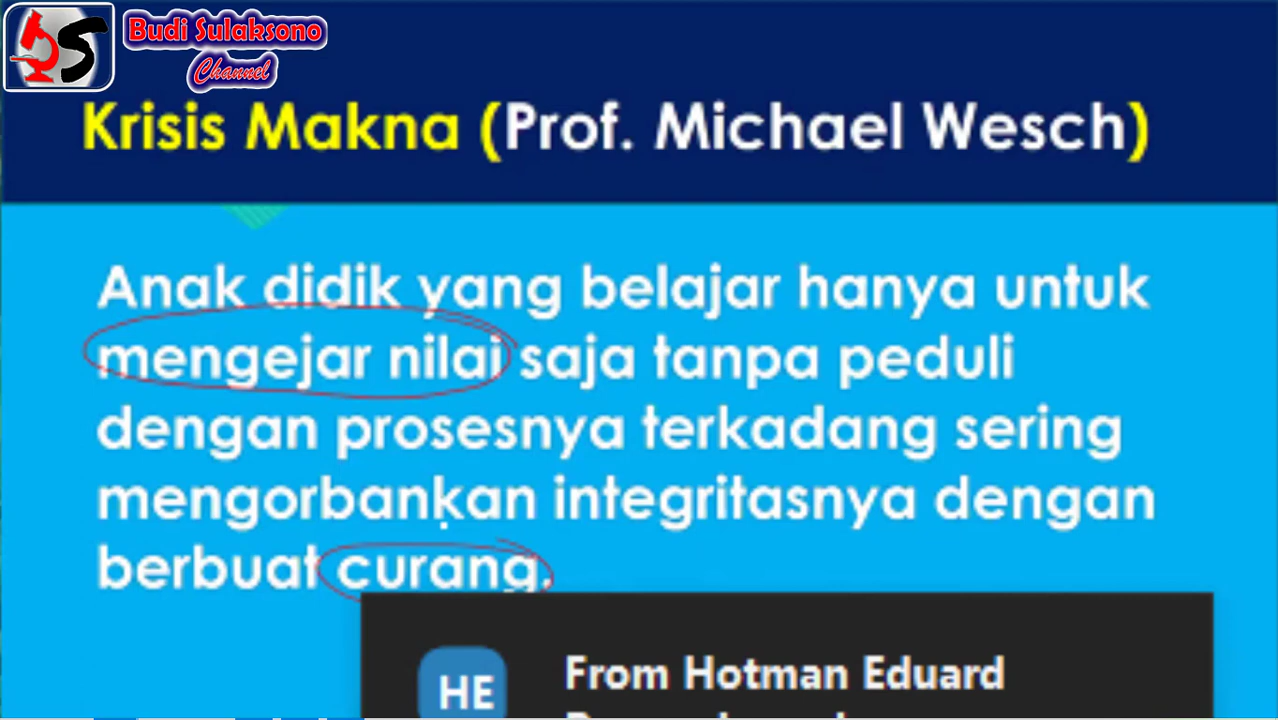 Budi Sulaksono
Channel
Krisis Makna (Prof. Michael Wesch)
Anak didik yang belajar hanya untuk
mengejar nilai saja tanpa peduli
dengan prosesnya terkadang sering
mengorbankan integritasnya dengan
berbuat curang.
HE
From Hotman Eduard